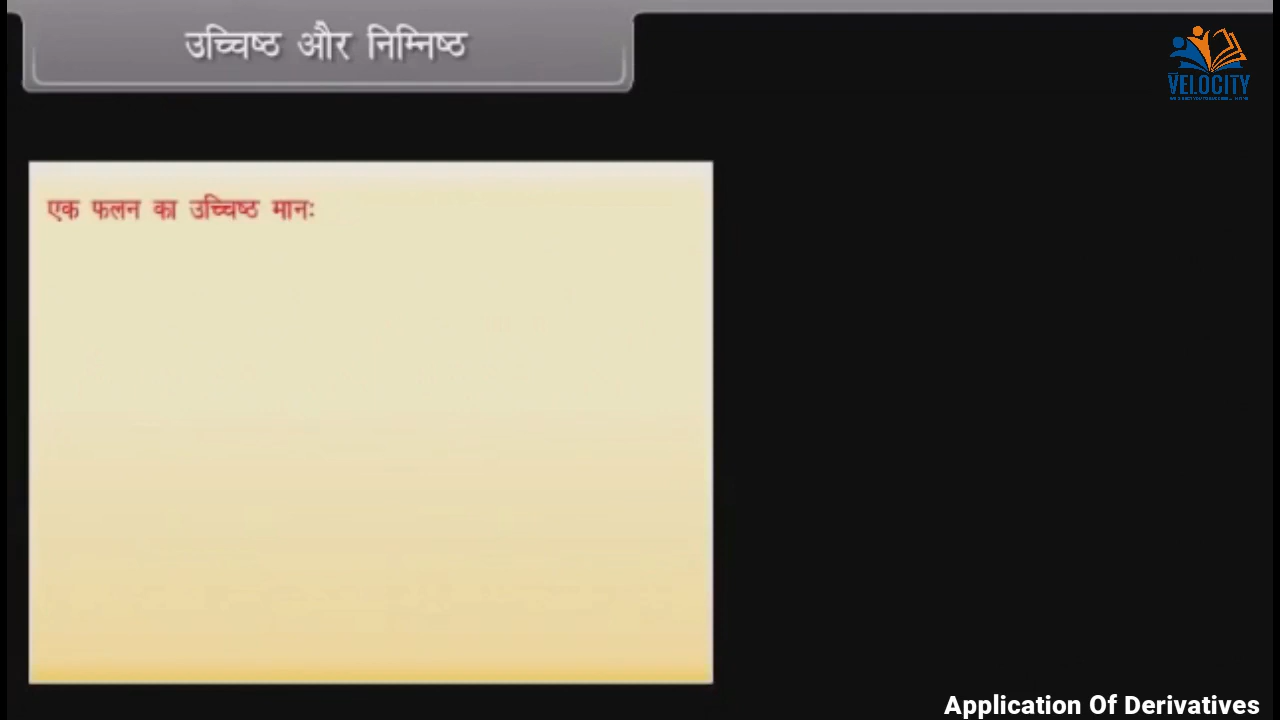 उच्चिष्ठ और निम्निष्ठ
VELOCITY
एक फलन का उच्चिष्ठ मानः
Application Of Derivatives